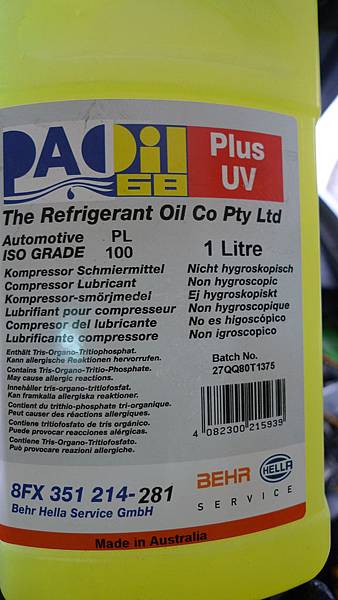 PAO Oil
68
Plus
UV
The Refrigerant Oil Co Pty Ltd
Automotive PL
ISO GRADE 100
1 Litre
Kompressor Schmiermittel
Kompressor Lubricant
Kompressor-smörjmedel
Lubrifiant pour compresseur
Compresor del lubricante
Lubrificante compressore
Nicht hygroskopisch
Non hygroscopic
Ej hygroskopiskt
Non hygroscopique
No es higoscópico
Non igroscopico
Enthält Tris-Organo-Tritiophosphat.
Kann allergische Reaktionen hervorrufen.
Contains Tris-Organo-Tritio-Phosphate.
May cause allergic reactions.
Innehåller tris-organo-tritiofosfat.
Kan framkalla allergiska reaktioner.
Contient du trithio-phosphate tri-organique.
Peut causer des réactions allergiques.
Contiene tritiofosfato de tris orgánico.
Puede provocar recacciones alérgicas.
Contiene Tris-Organo-Tritiofosfato.
Può provocare reazioni allergiche.
Batch No.
27QQ80T1375
4 082300 215939
8FX 351 214-281
Behr Hella Service GmbH
BEHR HELLA
SERVICE
Made in Australia